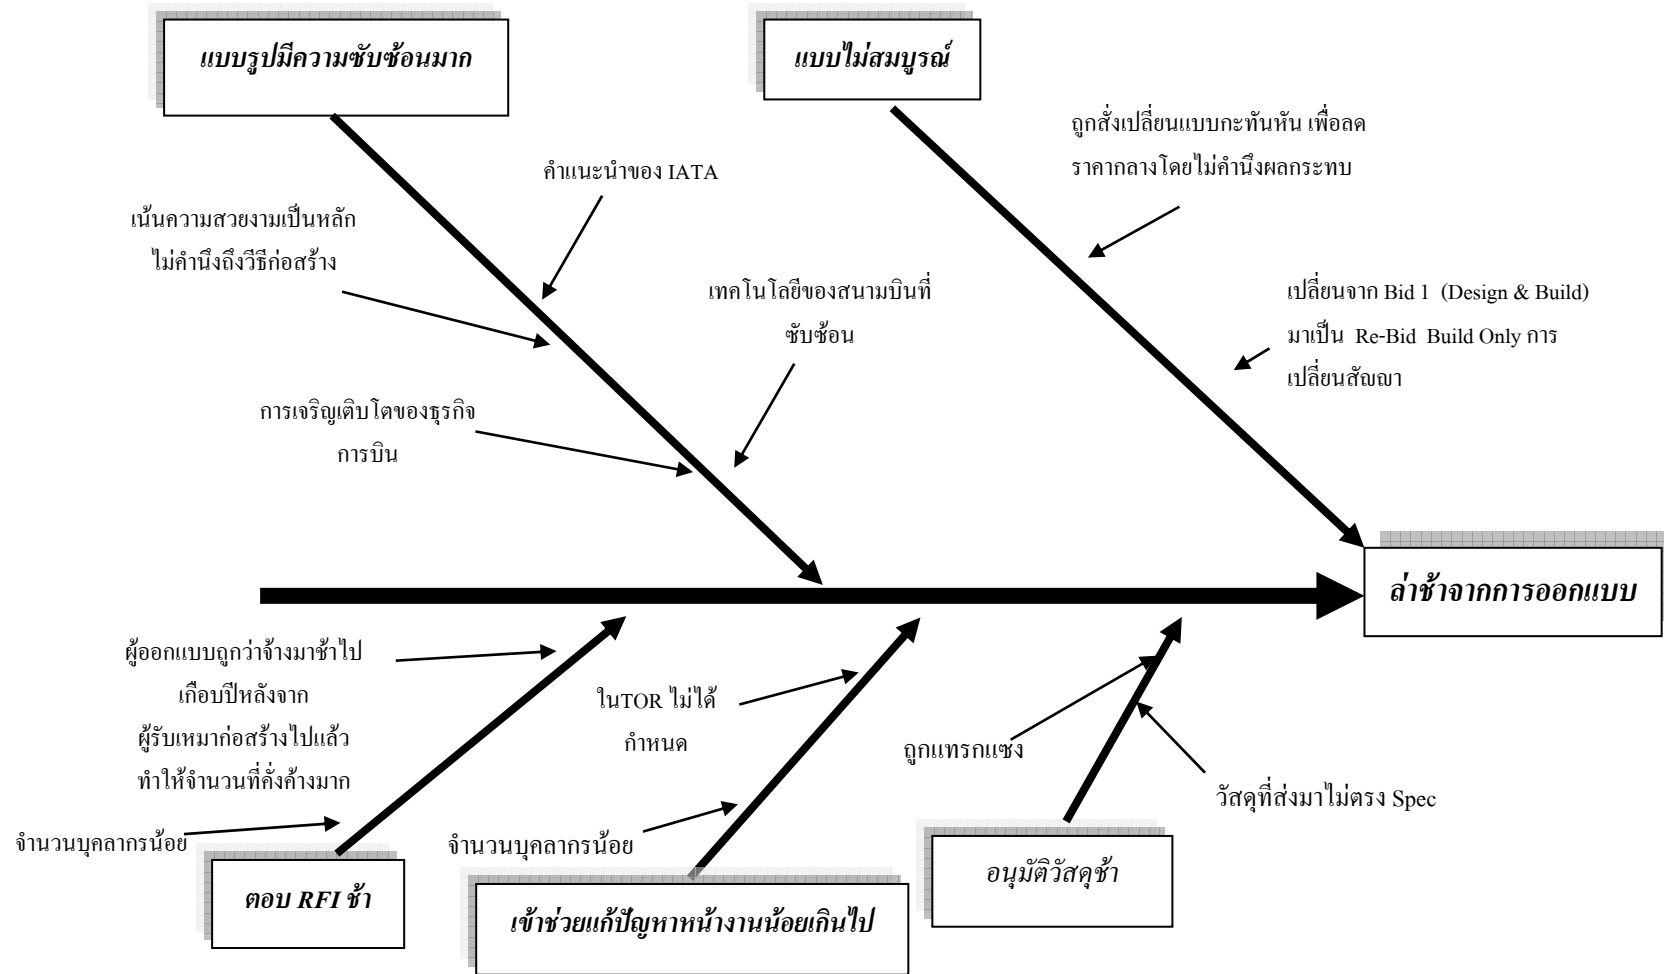 แบบรูปมีความซับซ้อนมาก
แบบไม่สมบูรณ์
ถูกสั่งเปลี่ยนแบบกะทันหัน เพื่อลด
ราคากลางโดยไม่คำนึงผลกระทบ
คำแนะนำของ IATA
เน้นความสวยงามเป็นหลัก
ไม่คำนึงถึงวีธีก่อสร้าง
เทคโนโลยีของสนามบินที่
ซับซ้อน
เปลี่ยนจาก Bid 1 (Design & Build)
มาเป็น Re-Bid Build Only การ
เปลี่ยนสัญญา
การเจริญเติบโตของธุรกิจ
การบิน
ล่าช้าจากการออกแบบ
ผู้ออกแบบถูกว่าจ้างมาช้าไป
เกือบปีหลังจาก
ผู้รับเหมาก่อสร้างไปแล้ว
ทำให้จำนวนที่คั่งค้างมาก
ในTOR ไม่ได้
กำหนด
ถูกแทรกแซง
วัสดุที่ส่งมาไม่ตรง Spec
จำนวนบุคลากรน้อย
จำนวนบุคลากรน้อย
ตอบ RFI ช้า
เข้าช่วยแก้ปัญหาหน้างานน้อยเกินไป
อนุมัติวัสดุช้า